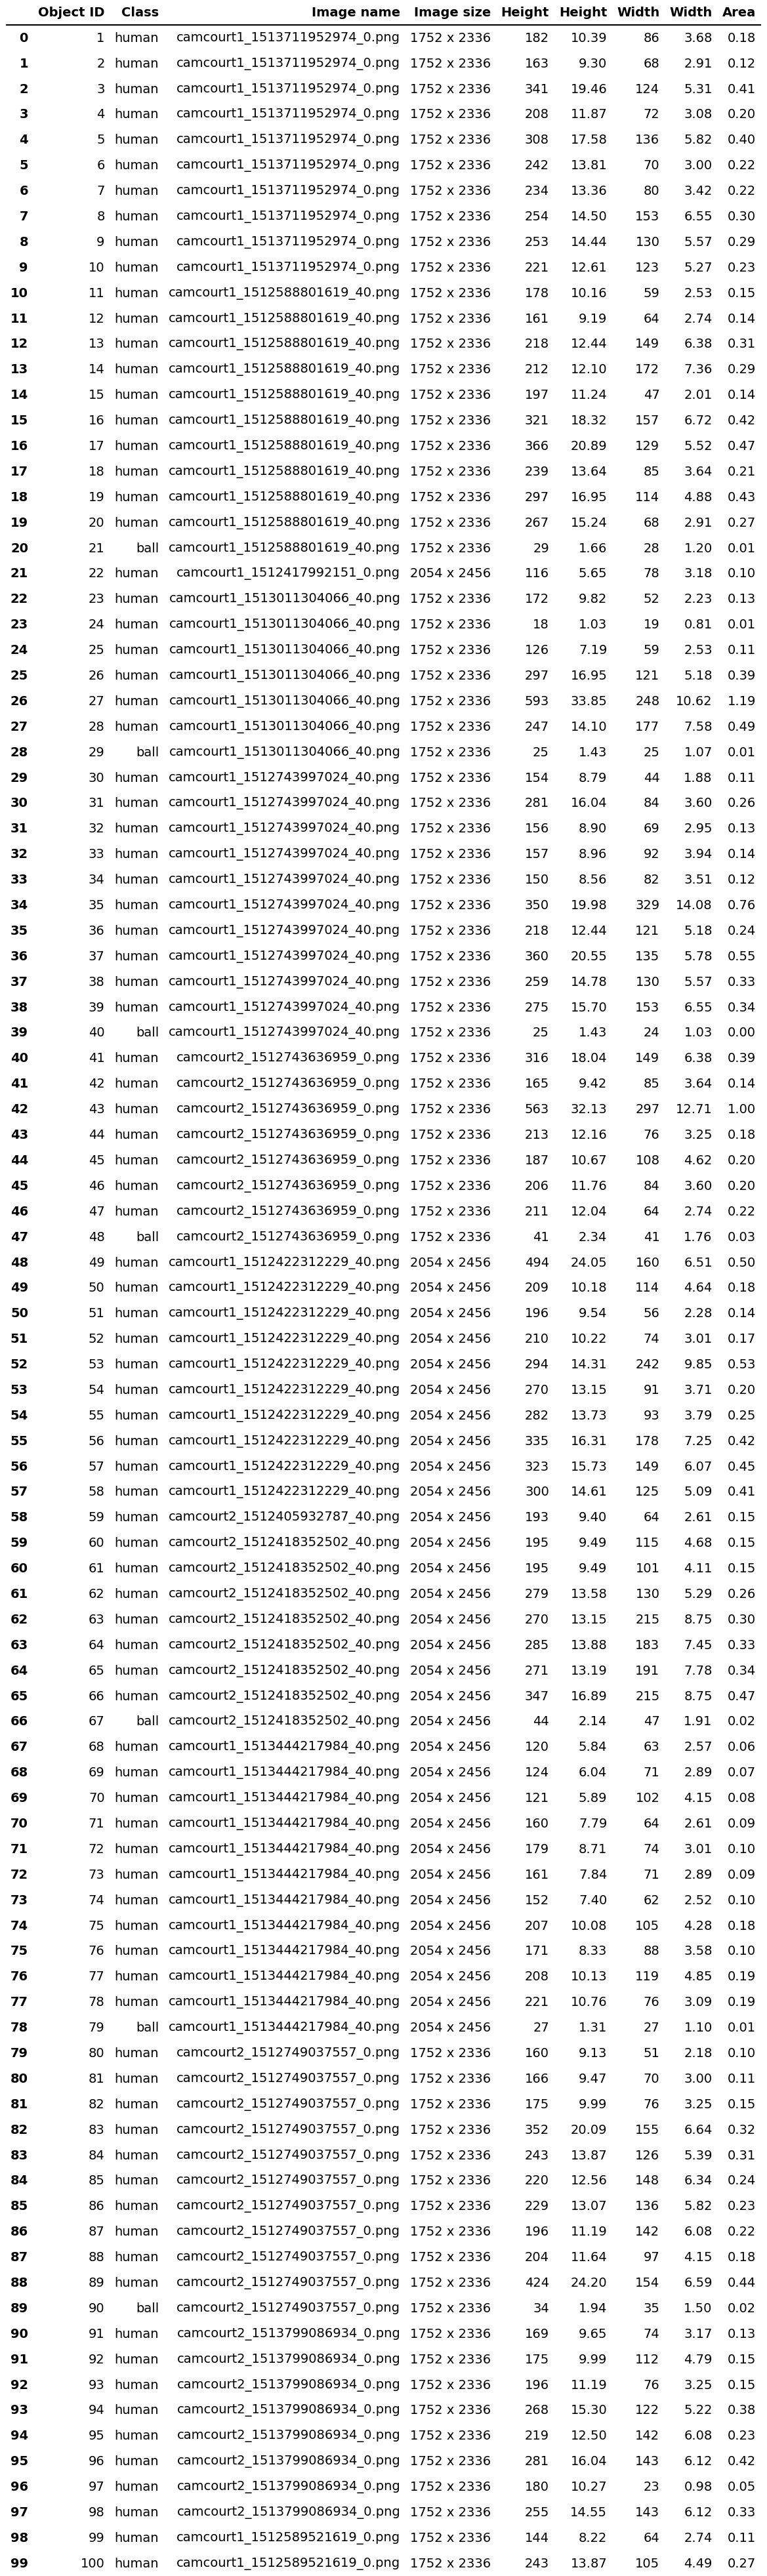 Object ID Class Image name Image size Height Height Width Width Area
0 1 human camcourt1_1513711952974_0.png 1752 x 2336 182 10.39 86 3.68 0.18
1 2 human camcourt1_1513711952974_0.png 1752 x 2336 163 9.30 68 2.91 0.12
2 3 human camcourt1_1513711952974_0.png 1752 x 2336 341 19.46 124 5.31 0.41
3 4 human camcourt1_1513711952974_0.png 1752 x 2336 208 11.87 72 3.08 0.20
4 5 human camcourt1_1513711952974_0.png 1752 x 2336 308 17.58 136 5.82 0.40
5 6 human camcourt1_1513711952974_0.png 1752 x 2336 242 13.81 70 3.00 0.22
6 7 human camcourt1_1513711952974_0.png 1752 x 2336 234 13.36 80 3.42 0.22
7 8 human camcourt1_1513711952974_0.png 1752 x 2336 254 14.50 153 6.55 0.30
8 9 human camcourt1_1513711952974_0.png 1752 x 2336 253 14.44 130 5.57 0.29
9 10 human camcourt1_1513711952974_0.png 1752 x 2336 221 12.61 123 5.27 0.23
10 11 human camcourt1_1512588801619_40.png 1752 x 2336 178 10.16 59 2.53 0.15
11 12 human camcourt1_1512588801619_40.png 1752 x 2336 161 9.19 64 2.74 0.14
12 13 human camcourt1_1512588801619_40.png 1752 x 2336 218 12.44 149 6.38 0.31
13 14 human camcourt1_1512588801619_40.png 1752 x 2336 212 12.10 172 7.36 0.29
14 15 human camcourt1_1512588801619_40.png 1752 x 2336 197 11.24 47 2.01 0.14
15 16 human camcourt1_1512588801619_40.png 1752 x 2336 321 18.32 157 6.72 0.42
16 17 human camcourt1_1512588801619_40.png 1752 x 2336 366 20.89 129 5.52 0.47
17 18 human camcourt1_1512588801619_40.png 1752 x 2336 239 13.64 85 3.64 0.21
18 19 human camcourt1_1512588801619_40.png 1752 x 2336 297 16.95 114 4.88 0.43
19 20 human camcourt1_1512588801619_40.png 1752 x 2336 267 15.24 68 2.91 0.27
20 21 ball camcourt1_1512588801619_40.png 1752 x 2336 29 1.66 28 1.20 0.01
21 22 human camcourt1_1512417992151_0.png 2054 x 2456 116 5.65 78 3.18 0.10
22 23 human camcourt1_1513011304066_40.png 1752 x 2336 172 9.82 52 2.23 0.13
23 24 human camcourt1_1513011304066_40.png 1752 x 2336 18 1.03 19 0.81 0.01
24 25 human camcourt1_1513011304066_40.png 1752 x 2336 126 7.19 59 2.53 0.11
25 26 human camcourt1_1513011304066_40.png 1752 x 2336 297 16.95 121 5.18 0.39
26 27 human camcourt1_1513011304066_40.png 1752 x 2336 593 33.85 248 10.62 1.19
27 28 human camcourt1_1513011304066_40.png 1752 x 2336 247 14.10 177 7.58 0.49
28 29 ball camcourt1_1513011304066_40.png 1752 x 2336 25 1.43 25 1.07 0.01
29 30 human camcourt1_1512743997024_40.png 1752 x 2336 154 8.79 44 1.88 0.11
30 31 human camcourt1_1512743997024_40.png 1752 x 2336 281 16.04 84 3.60 0.26
31 32 human camcourt1_1512743997024_40.png 1752 x 2336 156 8.90 69 2.95 0.13
32 33 human camcourt1_1512743997024_40.png 1752 x 2336 157 8.96 92 3.94 0.14
33 34 human camcourt1_1512743997024_40.png 1752 x 2336 150 8.56 82 3.51 0.12
34 35 human camcourt1_1512743997024_40.png 1752 x 2336 350 19.98 329 14.08 0.76
35 36 human camcourt1_1512743997024_40.png 1752 x 2336 218 12.44 121 5.18 0.24
36 37 human camcourt1_1512743997024_40.png 1752 x 2336 360 20.55 135 5.78 0.55
37 38 human camcourt1_1512743997024_40.png 1752 x 2336 259 14.78 130 5.57 0.33
38 39 human camcourt1_1512743997024_40.png 1752 x 2336 275 15.70 153 6.55 0.34
39 40 ball camcourt1_1512743997024_40.png 1752 x 2336 25 1.43 24 1.03 0.00
40 41 human camcourt2_1512743636959_0.png 1752 x 2336 316 18.04 149 6.38 0.39
41 42 human camcourt2_1512743636959_0.png 1752 x 2336 165 9.42 85 3.64 0.14
42 43 human camcourt2_1512743636959_0.png 1752 x 2336 563 32.13 297 12.71 1.00
43 44 human camcourt2_1512743636959_0.png 1752 x 2336 213 12.16 76 3.25 0.18
44 45 human camcourt2_1512743636959_0.png 1752 x 2336 187 10.67 108 4.62 0.20
45 46 human camcourt2_1512743636959_0.png 1752 x 2336 206 11.76 84 3.60 0.20
46 47 human camcourt2_1512743636959_0.png 1752 x 2336 211 12.04 64 2.74 0.22
47 48 ball camcourt2_1512743636959_0.png 1752 x 2336 41 2.34 41 1.76 0.03
48 49 human camcourt1_1512422312229_40.png 2054 x 2456 494 24.05 160 6.51 0.50
49 50 human camcourt1_1512422312229_40.png 2054 x 2456 209 10.18 114 4.64 0.18
50 51 human camcourt1_1512422312229_40.png 2054 x 2456 196 9.54 56 2.28 0.14
51 52 human camcourt1_1512422312229_40.png 2054 x 2456 210 10.22 74 3.01 0.17
52 53 human camcourt1_1512422312229_40.png 2054 x 2456 294 14.31 242 9.85 0.53
53 54 human camcourt1_1512422312229_40.png 2054 x 2456 270 13.15 91 3.71 0.20
54 55 human camcourt1_1512422312229_40.png 2054 x 2456 282 13.73 93 3.79 0.25
55 56 human camcourt1_1512422312229_40.png 2054 x 2456 335 16.31 178 7.25 0.42
56 57 human camcourt1_1512422312229_40.png 2054 x 2456 323 15.73 149 6.07 0.45
57 58 human camcourt1_1512422312229_40.png 2054 x 2456 300 14.61 125 5.09 0.41
58 59 human camcourt2_1512405932787_40.png 2054 x 2456 193 9.40 64 2.61 0.15
59 60 human camcourt2_1512418352502_40.png 2054 x 2456 195 9.49 115 4.68 0.15
60 61 human camcourt2_1512418352502_40.png 2054 x 2456 195 9.49 101 4.11 0.15
61 62 human camcourt2_1512418352502_40.png 2054 x 2456 279 13.58 130 5.29 0.26
62 63 human camcourt2_1512418352502_40.png 2054 x 2456 270 13.15 215 8.75 0.30
63 64 human camcourt2_1512418352502_40.png 2054 x 2456 285 13.88 183 7.45 0.33
64 65 human camcourt2_1512418352502_40.png 2054 x 2456 271 13.19 191 7.78 0.34
65 66 human camcourt2_1512418352502_40.png 2054 x 2456 347 16.89 215 8.75 0.47
66 67 ball camcourt2_1512418352502_40.png 2054 x 2456 44 2.14 47 1.91 0.02
67 68 human camcourt1_1513444217984_40.png 2054 x 2456 120 5.84 63 2.57 0.06
68 69 human camcourt1_1513444217984_40.png 2054 x 2456 124 6.04 71 2.89 0.07
69 70 human camcourt1_1513444217984_40.png 2054 x 2456 121 5.89 102 4.15 0.08
70 71 human camcourt1_1513444217984_40.png 2054 x 2456 160 7.79 64 2.61 0.09
71 72 human camcourt1_1513444217984_40.png 2054 x 2456 179 8.71 74 3.01 0.10
72 73 human camcourt1_1513444217984_40.png 2054 x 2456 161 7.84 71 2.89 0.09
73 74 human camcourt1_1513444217984_40.png 2054 x 2456 152 7.40 62 2.52 0.10
74 75 human camcourt1_1513444217984_40.png 2054 x 2456 207 10.08 105 4.28 0.18
75 76 human camcourt1_1513444217984_40.png 2054 x 2456 171 8.33 88 3.58 0.10
76 77 human camcourt1_1513444217984_40.png 2054 x 2456 208 10.13 119 4.85 0.19
77 78 human camcourt1_1513444217984_40.png 2054 x 2456 221 10.76 76 3.09 0.19
78 79 ball camcourt1_1513444217984_40.png 2054 x 2456 27 1.31 27 1.10 0.01
79 80 human camcourt2_1512749037557_0.png 1752 x 2336 160 9.13 51 2.18 0.10
80 81 human camcourt2_1512749037557_0.png 1752 x 2336 166 9.47 70 3.00 0.11
81 82 human camcourt2_1512749037557_0.png 1752 x 2336 175 9.99 76 3.25 0.15
82 83 human camcourt2_1512749037557_0.png 1752 x 2336 352 20.09 155 6.64 0.32
83 84 human camcourt2_1512749037557_0.png 1752 x 2336 243 13.87 126 5.39 0.31
84 85 human camcourt2_1512749037557_0.png 1752 x 2336 220 12.56 148 6.34 0.24
85 86 human camcourt2_1512749037557_0.png 1752 x 2336 229 13.07 136 5.82 0.23
86 87 human camcourt2_1512749037557_0.png 1752 x 2336 196 11.19 142 6.08 0.22
87 88 human camcourt2_1512749037557_0.png 1752 x 2336 204 11.64 97 4.15 0.18
88 89 human camcourt2_1512749037557_0.png 1752 x 2336 424 24.20 154 6.59 0.44
89 90 ball camcourt2_1512749037557_0.png 1752 x 2336 34 1.94 35 1.50 0.02
90 91 human camcourt2_1513799086934_0.png 1752 x 2336 169 9.65 74 3.17 0.13
91 92 human camcourt2_1513799086934_0.png 1752 x 2336 175 9.99 112 4.79 0.15
92 93 human camcourt2_1513799086934_0.png 1752 x 2336 196 11.19 76 3.25 0.15
93 94 human camcourt2_1513799086934_0.png 1752 x 2336 268 15.30 122 5.22 0.38
94 95 human camcourt2_1513799086934_0.png 1752 x 2336 219 12.50 142 6.08 0.23
95 96 human camcourt2_1513799086934_0.png 1752 x 2336 281 16.04 143 6.12 0.42
96 97 human camcourt2_1513799086934_0.png 1752 x 2336 180 10.27 23 0.98 0.05
97 98 human camcourt2_1513799086934_0.png 1752 x 2336 255 14.55 143 6.12 0.33
98 99 human camcourt1_1512589521619_0.png 1752 x 2336 144 8.22 64 2.74 0.11
99 100 human camcourt1_1512589521619_0.png 1752 x 2336 243 13.87 105 4.49 0.27